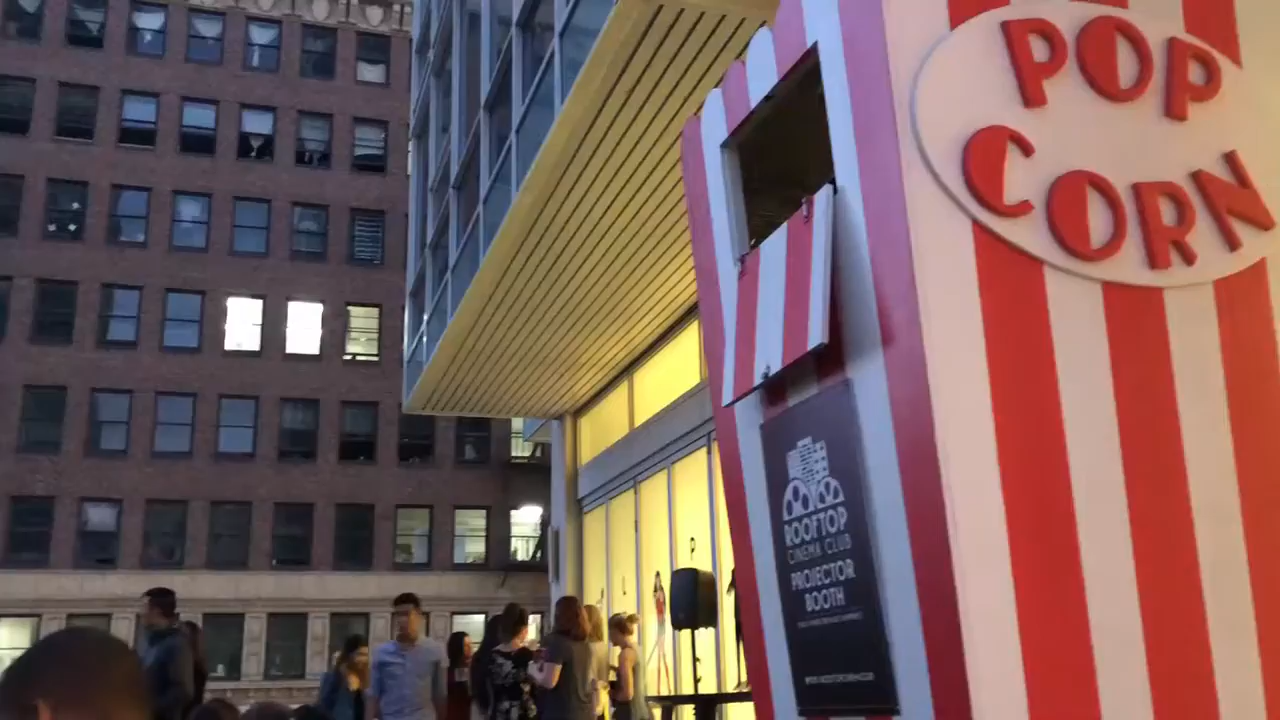 POP
CORN
ROOFTOP
CINEMA CLUB
PROJECTOR
BOOTH